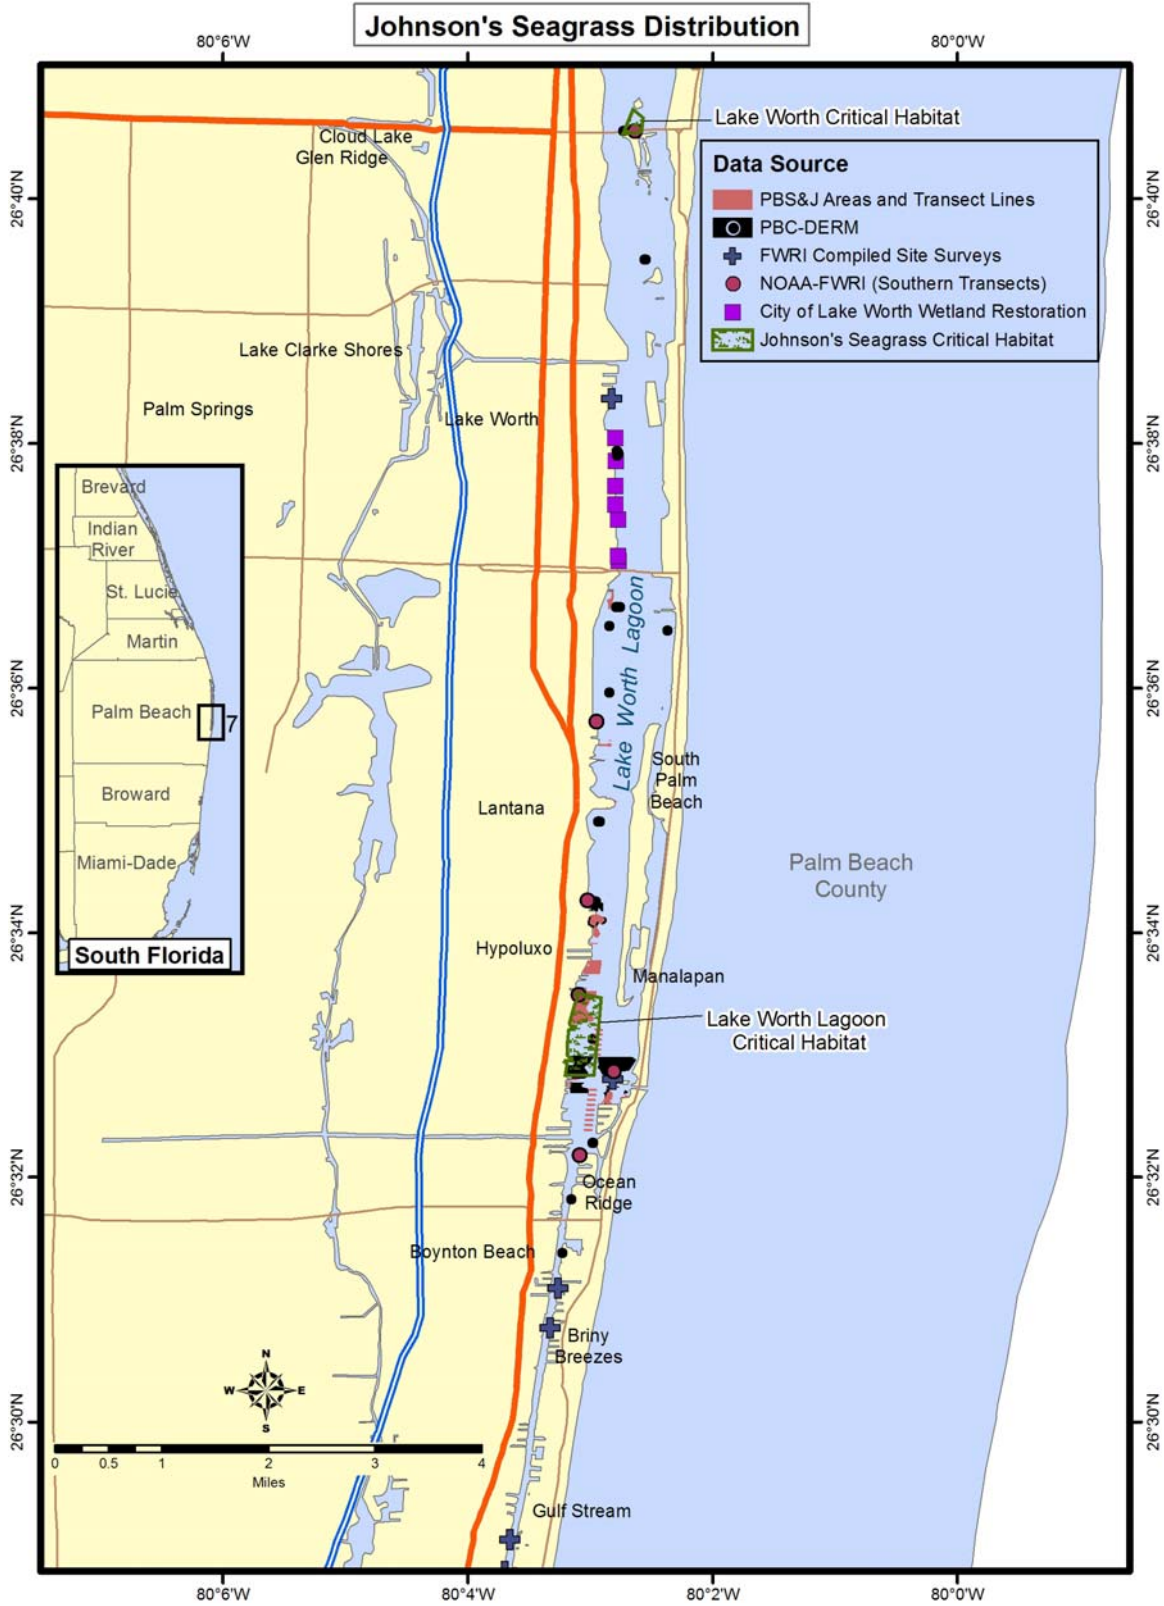 Johnson's Seagrass Distribution
80°6'W
80°4'W
80°2'W
80°0'W
Lake Worth Critical Habitat
Cloud Lake
Glen Ridge
Data Source
PBS&J Areas and Transect Lines
PBC-DERM
FWRI Compiled Site Surveys
NOAA-FWRI (Southern Transects)
City of Lake Worth Wetland Restoration
Johnson's Seagrass Critical Habitat
26°40'N
26°40'N
Lake Clarke Shores
Palm Springs
Lake Worth
26°38'N
26°38'N
Brevard
Indian
River
St. Lucie
Martin
Palm Beach
7
Broward
Miami-Dade
South Florida
Lake Worth Lagoon
26°36'N
26°36'N
South
Palm
Beach
Lantana
Palm Beach
County
26°34'N
26°34'N
Hypoluxo
Manalapan
Lake Worth Lagoon
Critical Habitat
26°32'N
26°32'N
Ocean
Ridge
Boynton Beach
Briny
Breezes
N
W
E
S
26°30'N
26°30'N
0 0.5 1 2 3 4
Miles
Gulf Stream
80°6'W
80°4'W
80°2'W
80°0'W